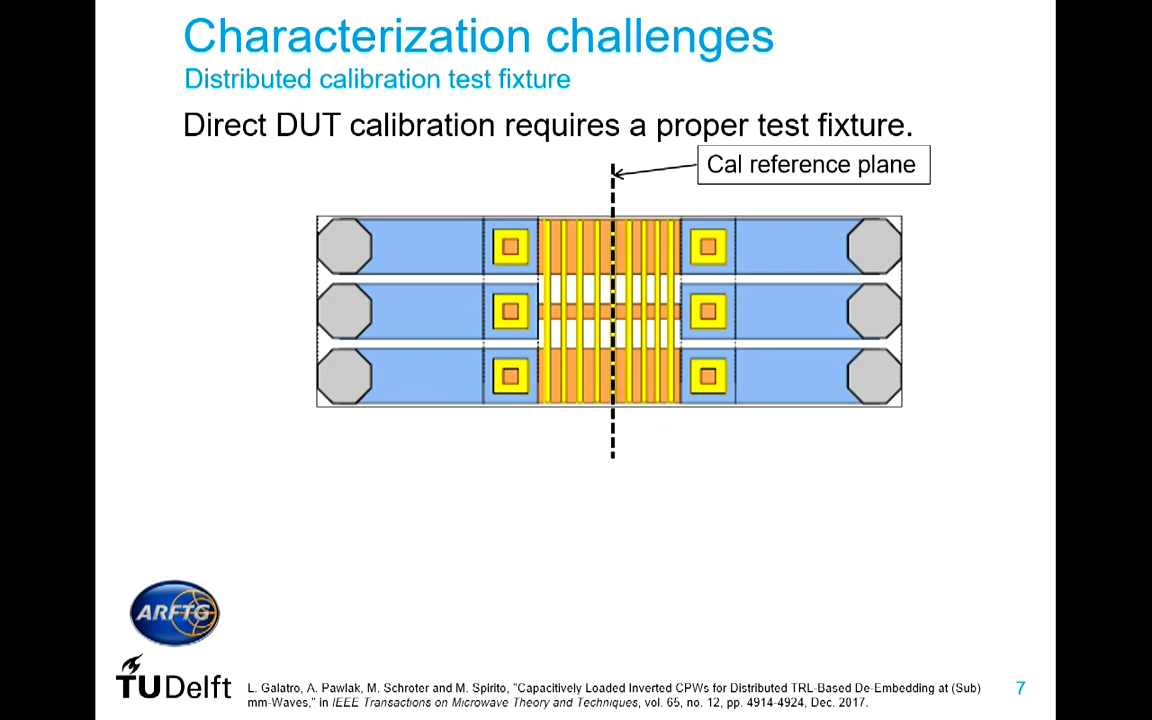 Characterization challenges
Distributed calibration test fixture
Direct DUT calibration requires a proper test fixture.
Cal reference plane
ARFTG
TUDelft
L. Galatro, A. Pawlak, M. Schroter and M. Spirito, "Capacitively Loaded Inverted CPWs for Distributed TRL-Based De-Embedding at (Sub)
mm-Waves," in IEEE Transactions on Microwave Theory and Techniques, vol. 65, no. 12, pp. 4914-4924, Dec. 2017.
7